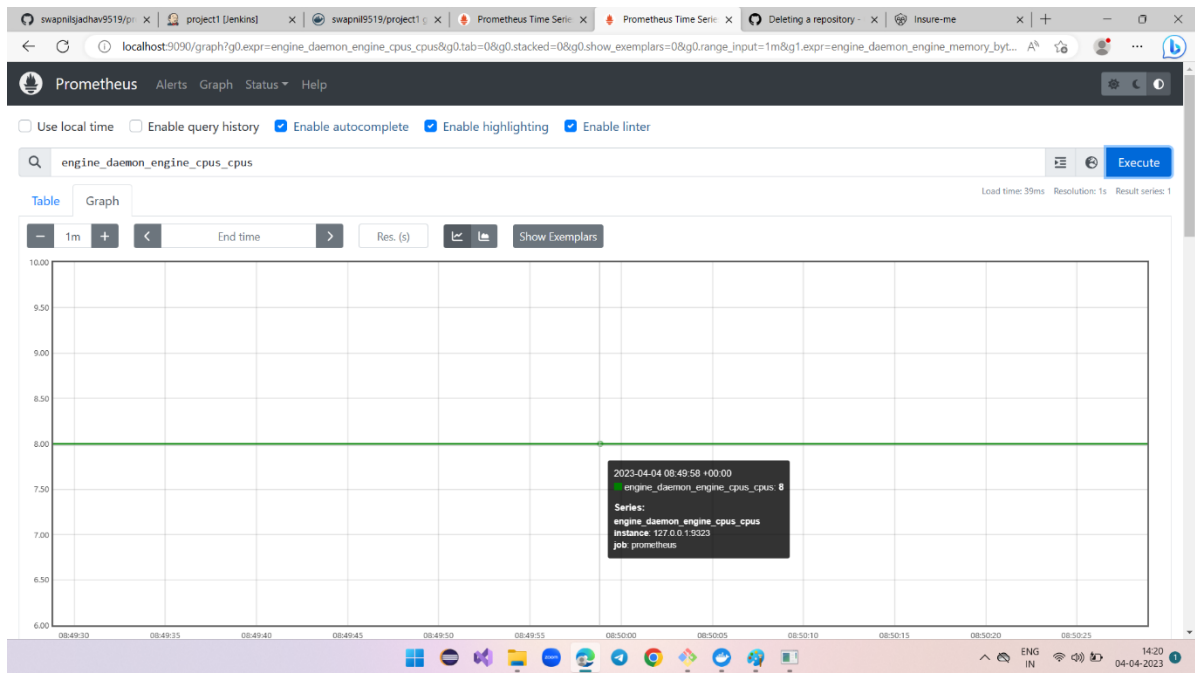 swapnilsjadhav9519/pr
project1 [Jenkins]
swapnil9519/project1 g
Prometheus Time Serie
Prometheus Time Serie
Deleting a repository -
Insure-me
localhost:9090/graph?g0.expr=engine_daemon_engine_cpus_cpus&g0.tab=0&g0.stacked=0&g0.show_exemplars=0&g0.range_input=1m&g1.expr=engine_daemon_engine_memory_byt...
Prometheus Alerts Graph Status Help
Use local time Enable query history Enable autocomplete Enable highlighting Enable linter
engine_daemon_engine_cpus_cpus Execute
Load time: 39ms Resolution: 1s Result series: 1
Table Graph
− 1m + End time Res. (s) Show Exemplars
10.00
9.50
9.00
8.50
8.00
7.50
7.00
6.50
6.00
2023-04-04 08:49:58 +00:00
engine_daemon_engine_cpus_cpus: 8
Series:
engine_daemon_engine_cpus_cpus
instance: 127.0.0.1:9323
job: prometheus
08:49:30 08:49:35 08:49:40 08:49:45 08:49:50 08:49:55 08:50:00 08:50:05 08:50:10 08:50:15 08:50:20 08:50:25
ENG
IN
14:20
04-04-2023
1